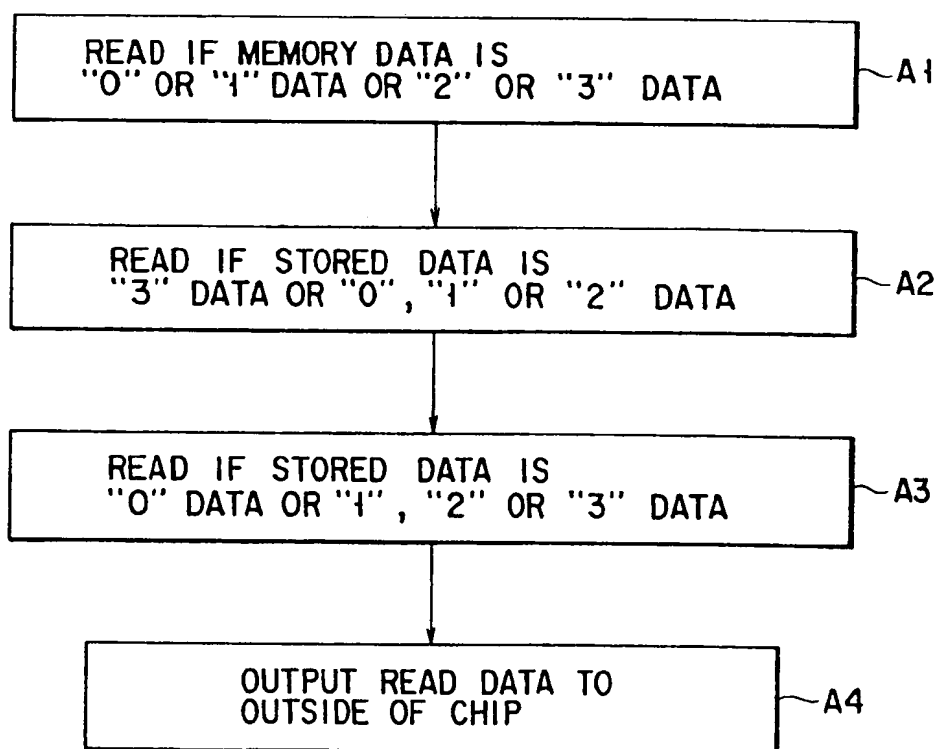 READ IF MEMORY DATA IS
"0" OR "1" DATA OR "2" OR "3" DATA
A1
READ IF STORED DATA IS
"3" DATA OR "0", "1" OR "2" DATA
A2
READ IF STORED DATA IS
"0" DATA OR "1", "2" OR "3" DATA
A3
OUTPUT READ DATA TO
OUTSIDE OF CHIP
A4